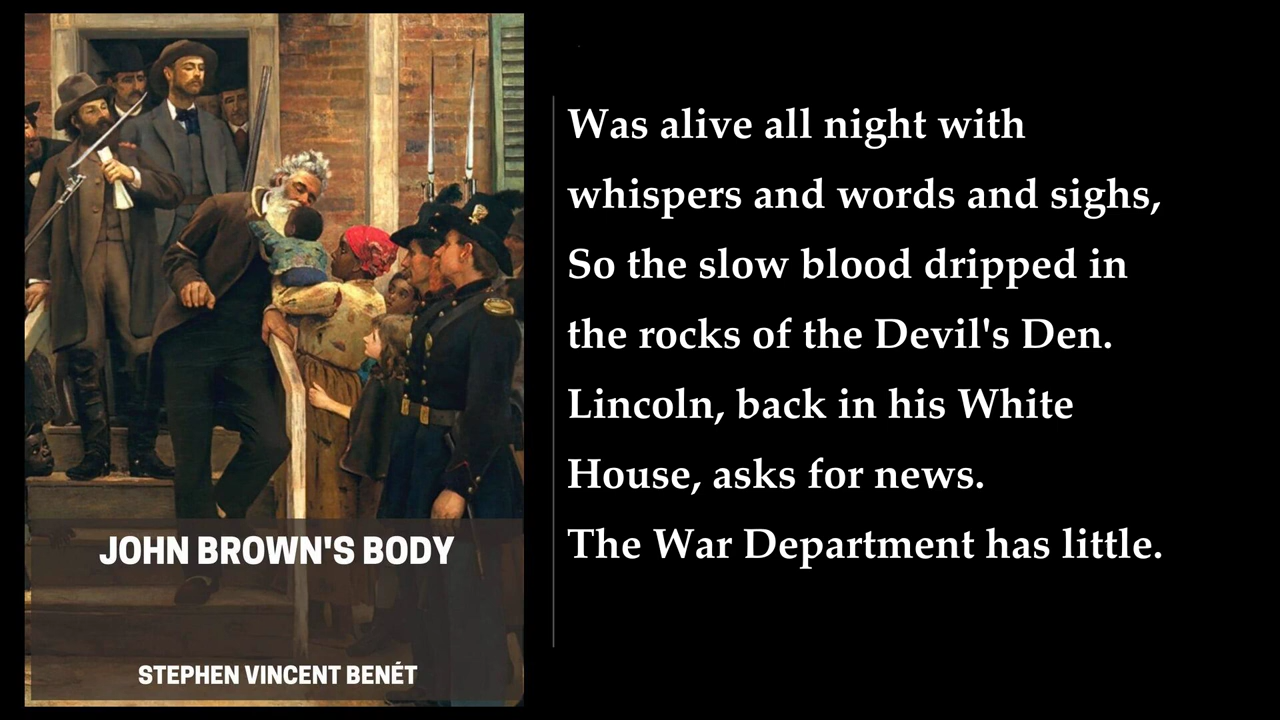 JOHN BROWN'S BODY
STEPHEN VINCENT BENÉT
Was alive all night with
whispers and words and sighs,
So the slow blood dripped in
the rocks of the Devil's Den.
Lincoln, back in his White
House, asks for news.
The War Department has little.